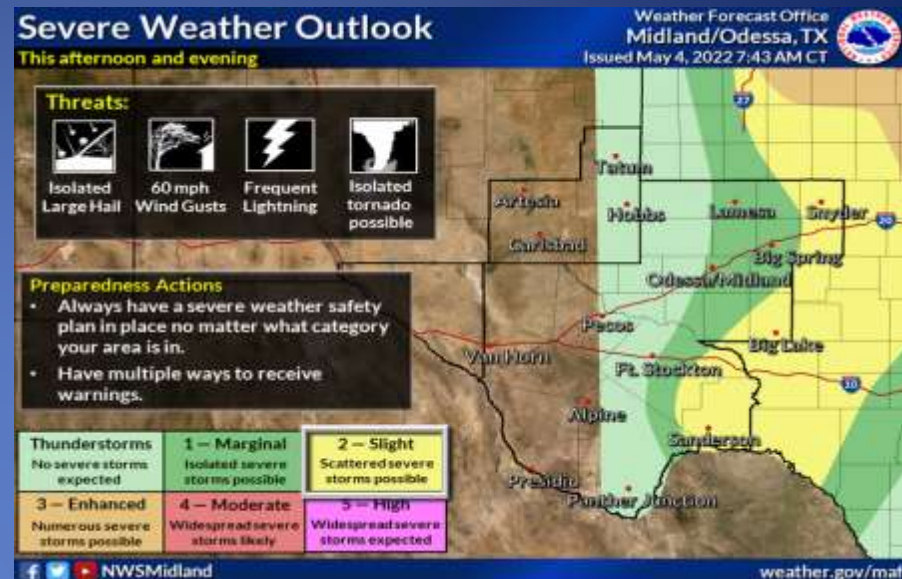 Severe Weather Outlook
This afternoon and evening
Weather Forecast Office
Midland/Odessa, TX
Issued May 4, 2022 7:43 AM CT
Threats:
Isolated
Large Hail
60 mph
Wind Gusts
Frequent
Lightning
Isolated
tornado
possible
Preparedness Actions
• Always have a severe weather safety
plan in place no matter what category
your area is in.
• Have multiple ways to receive
warnings.
27
Tatum
Artesia
Hobbs
Lamesa
Snyder
20
Carlsbad
Big Spring
Odessa/Midland
Pecos
Van Horn
Big Lake
Ft. Stockton
10
Alpine
Sanderson
Presidio
Panther Junction
Thunderstorms
No severe storms
expected
1 — Marginal
Isolated severe
storms possible
2 — Slight
Scattered severe
storms possible
3 — Enhanced
Numerous severe
storms possible
4 — Moderate
Widespread severe
storms likely
5 — High
Widespread severe
storms expected
NWSMidland
weather.gov/maf